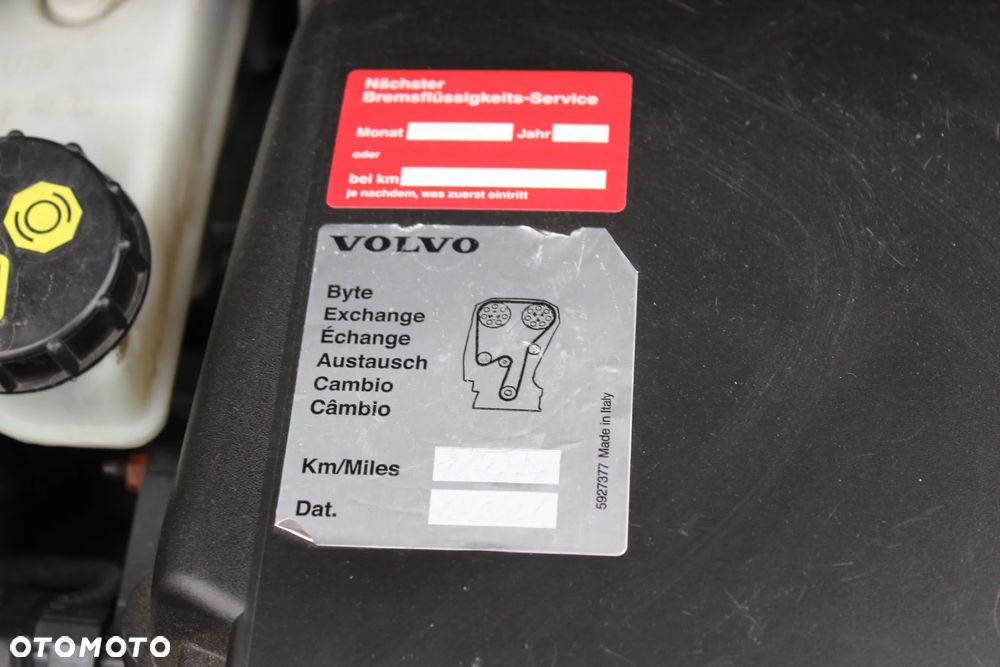 Nächster
Bremsflüssigkeits-Service
Monat Jahr
oder
bei km
je nachdem, was zuerst eintritt
VOLVO
Byte
Exchange
Échange
Austausch
Cambio
Câmbio
Km/Miles
Dat.
5927377 Made in Italy
OTOMOTO